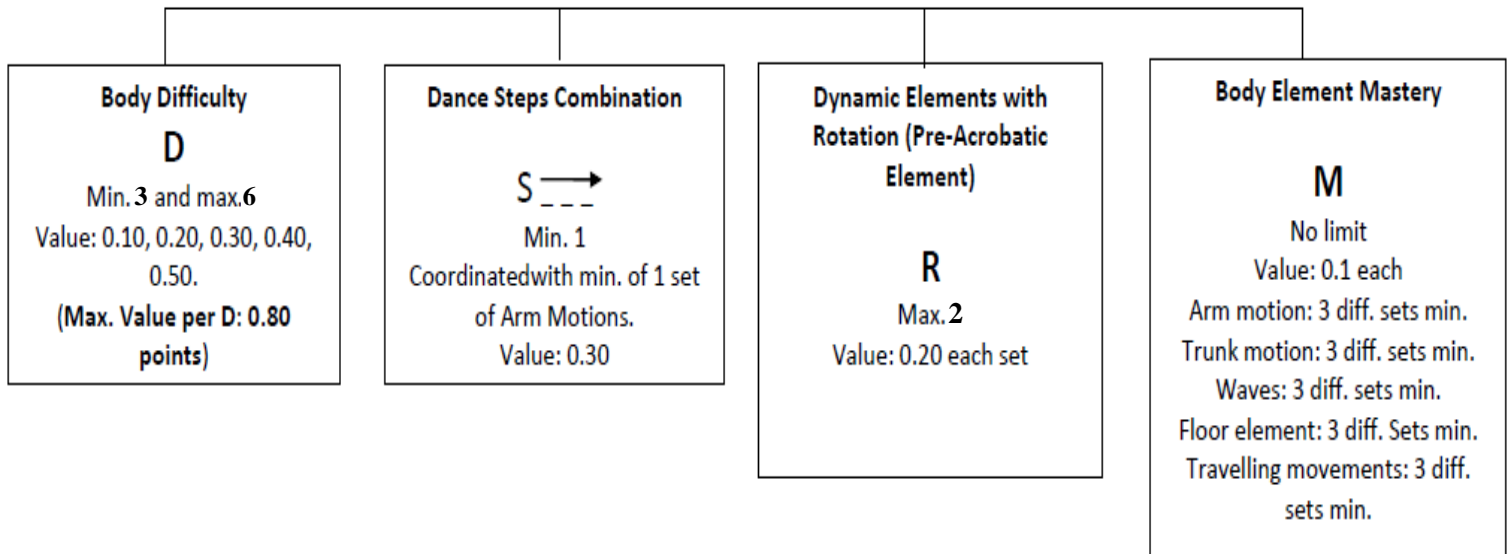 Body Difficulty
D
Min. 3 and max.6
Value: 0.10, 0.20, 0.30, 0.40,
0.50.
(Max. Value per D: 0.80
points)
Dance Steps Combination
S
Min. 1
Coordinatedwith min. of 1 set
of Arm Motions.
Value: 0.30
Dynamic Elements with
Rotation (Pre-Acrobatic
Element)
R
Max. 2
Value: 0.20 each set
Body Element Mastery
M
No limit
Value: 0.1 each
Arm motion: 3 diff. sets min.
Trunk motion: 3 diff. sets min.
Waves: 3 diff. sets min.
Floor element: 3 diff. Sets min.
Travelling movements: 3 diff.
sets min.